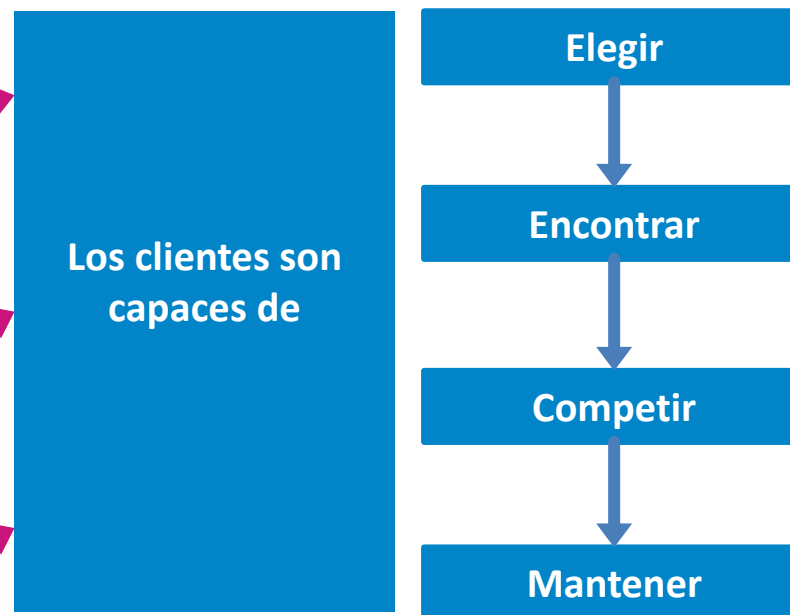 Los clientes son
capaces de
Elegir
Encontrar
Competir
Mantener